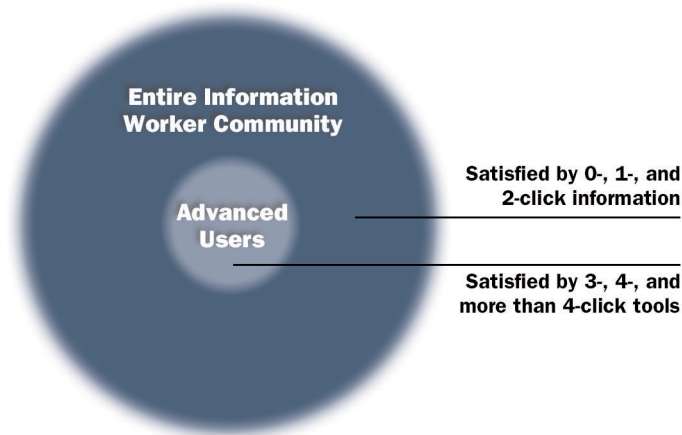 Entire Information
Worker Community
Advanced
Users
Satisfied by 0-, 1-, and
2-click information
Satisfied by 3-, 4-, and
more than 4-click tools